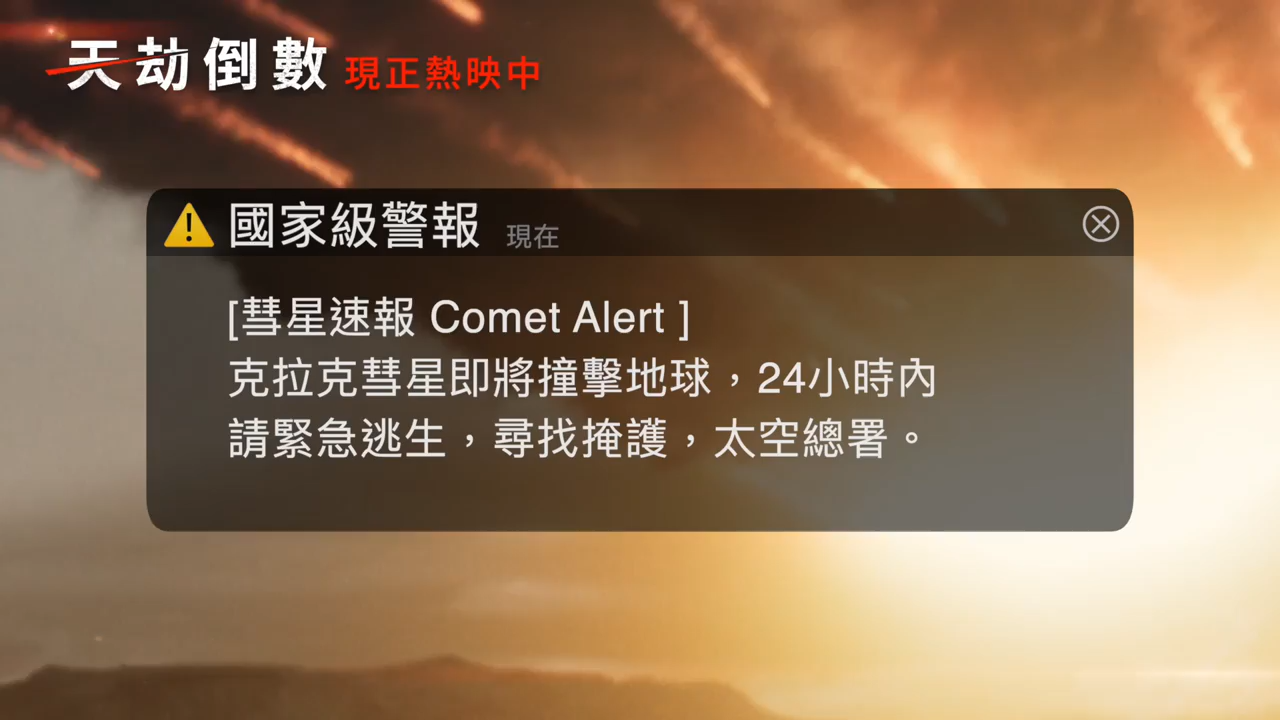 天劫倒數 現正熱映中
國家級警報 現在
[彗星速報 Comet Alert ]
克拉克彗星即將撞擊地球，24小時內
請緊急逃生，尋找掩護，太空總署。